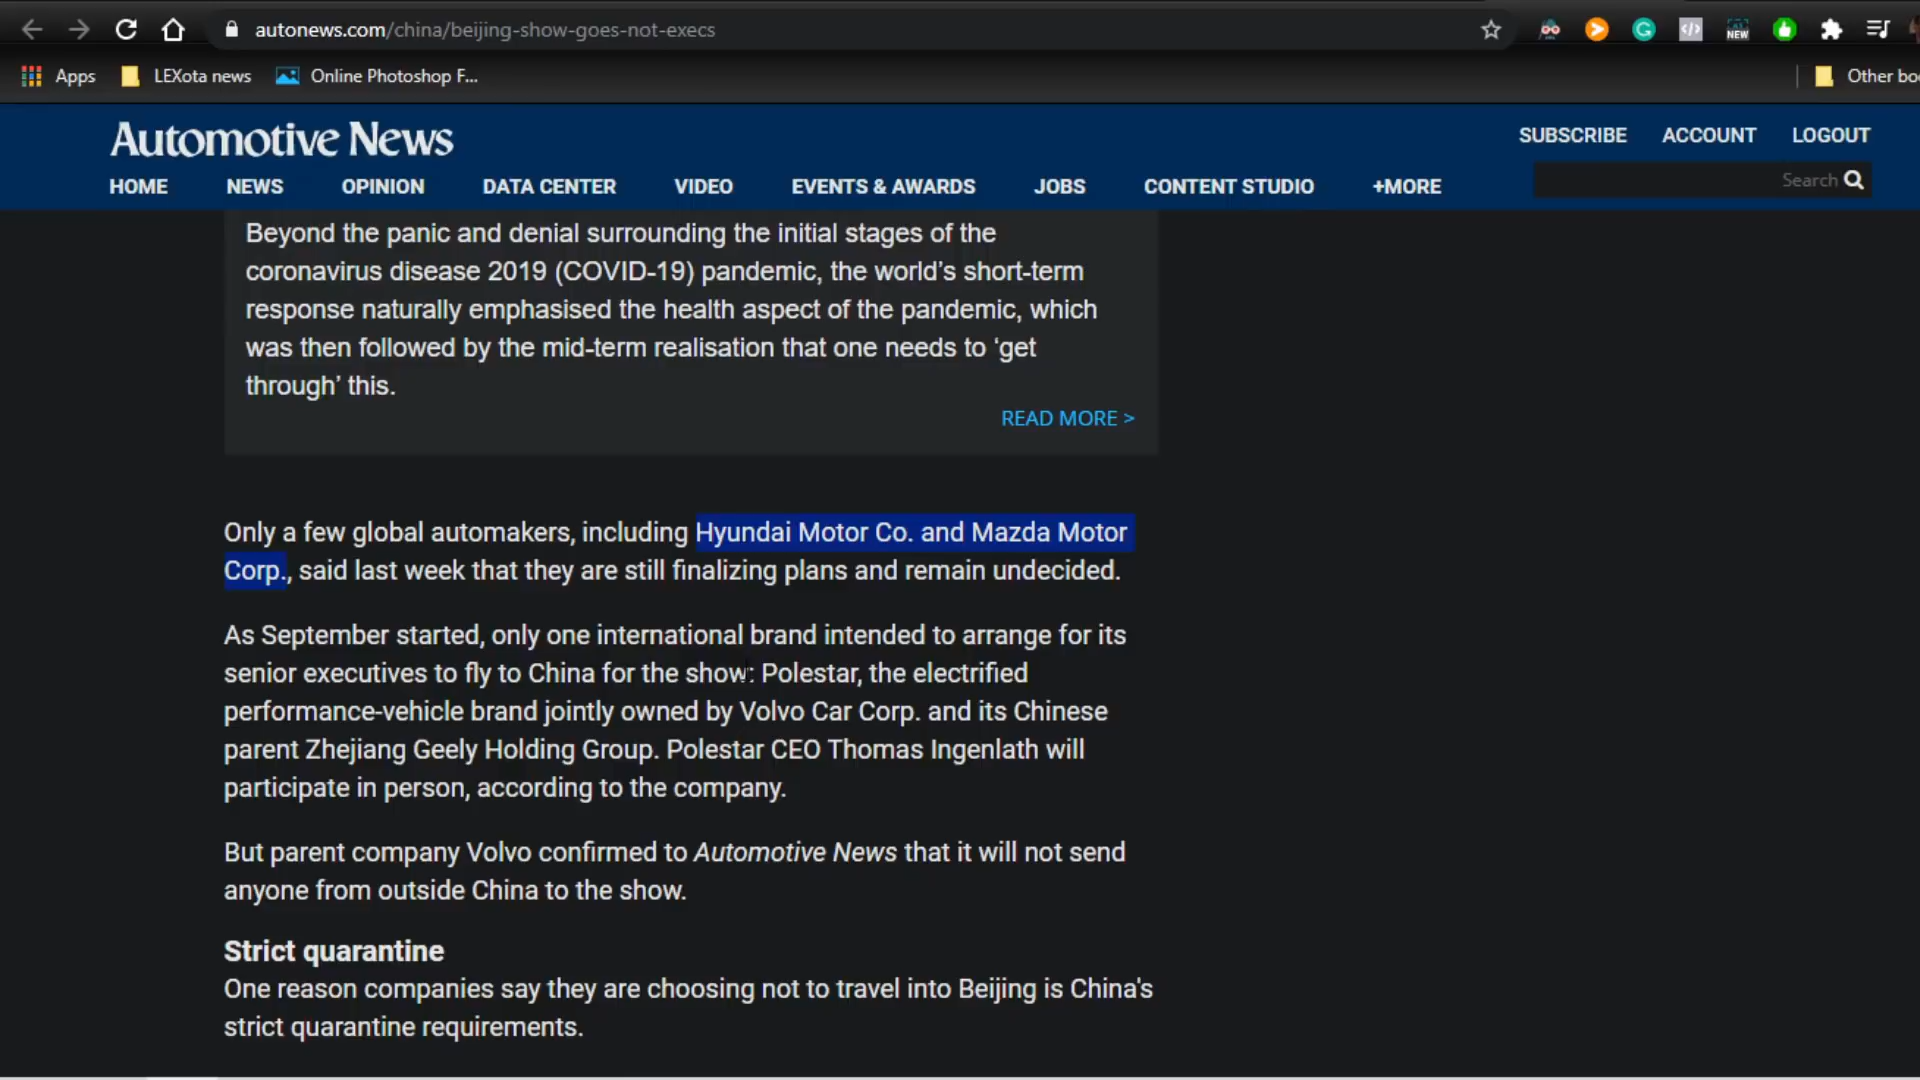 autonews.com/china/beijing-show-goes-not-execs
NEW
Apps LEXota news Online Photoshop F... Other boo
Automotive News
SUBSCRIBE ACCOUNT LOGOUT
HOME NEWS OPINION DATA CENTER VIDEO EVENTS & AWARDS JOBS CONTENT STUDIO +MORE Search
Beyond the panic and denial surrounding the initial stages of the
coronavirus disease 2019 (COVID-19) pandemic, the world’s short-term
response naturally emphasised the health aspect of the pandemic, which
was then followed by the mid-term realisation that one needs to ‘get
through’ this.
READ MORE >
Only a few global automakers, including Hyundai Motor Co. and Mazda Motor
Corp., said last week that they are still finalizing plans and remain undecided.
As September started, only one international brand intended to arrange for its
senior executives to fly to China for the show: Polestar, the electrified
performance-vehicle brand jointly owned by Volvo Car Corp. and its Chinese
parent Zhejiang Geely Holding Group. Polestar CEO Thomas Ingenlath will
participate in person, according to the company.
But parent company Volvo confirmed to Automotive News that it will not send
anyone from outside China to the show.
Strict quarantine
One reason companies say they are choosing not to travel into Beijing is China's
strict quarantine requirements.